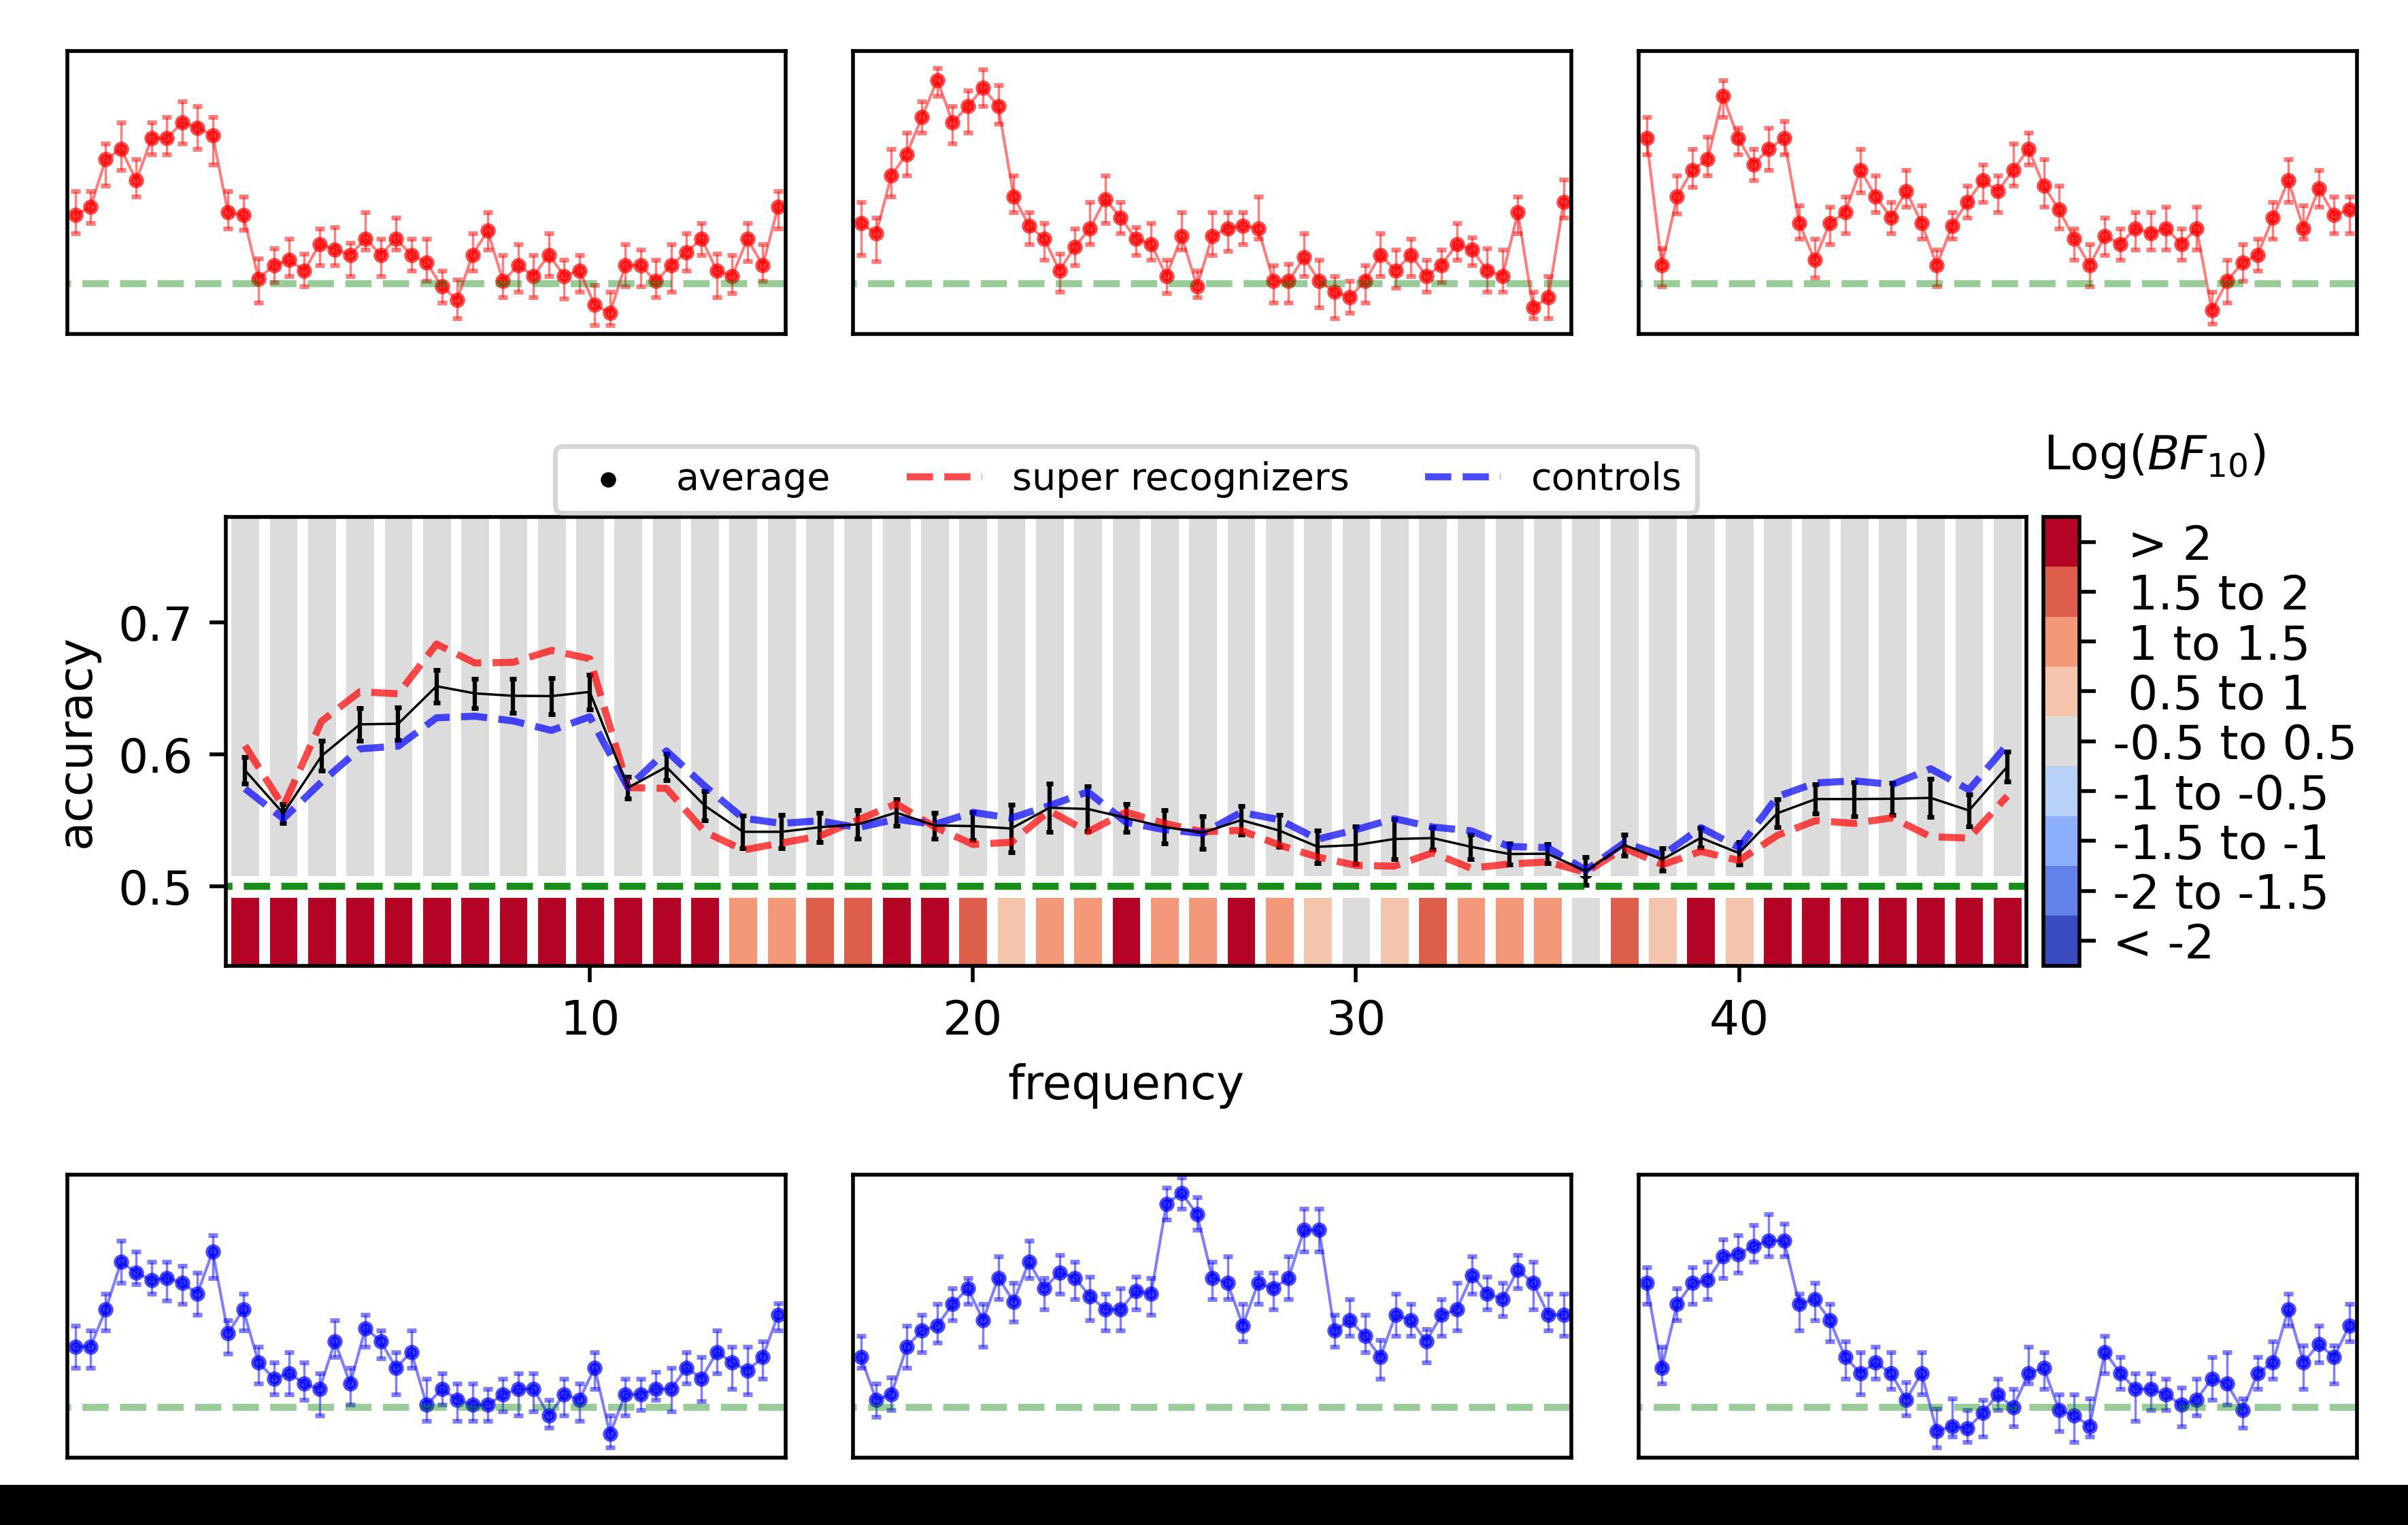 average super recognizers controls
Log(BF10)
accuracy
0.7
0.6
0.5
10 20 30 40
frequency
> 2
1.5 to 2
1 to 1.5
0.5 to 1
-0.5 to 0.5
-1 to -0.5
-1.5 to -1
-2 to -1.5
< -2